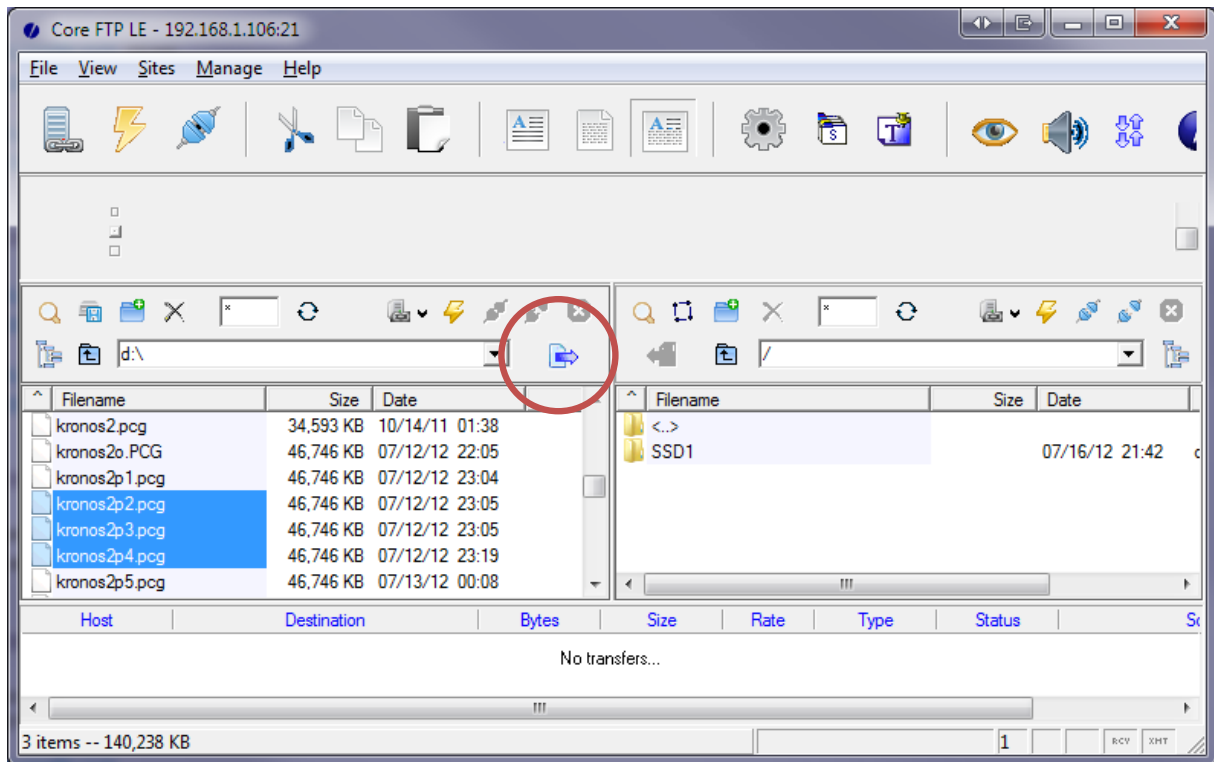 Core FTP LE - 192.168.1.106:21
File View Sites Manage Help
* *
d:\ /
^ Filename Size Date
kronos2.pcg 34,593 KB 10/14/11 01:38
kronos2o.PCG 46,746 KB 07/12/12 22:05
kronos2p1.pcg 46,746 KB 07/12/12 23:04
kronos2p2.pcg 46,746 KB 07/12/12 23:05
kronos2p3.pcg 46,746 KB 07/12/12 23:05
kronos2p4.pcg 46,746 KB 07/12/12 23:19
kronos2p5.pcg 46,746 KB 07/13/12 00:08
^ Filename Size Date
<..>
SSD1 07/16/12 21:42
Host Destination Bytes Size Rate Type Status
No transfers...
3 items -- 140,238 KB 1 RCV XMT